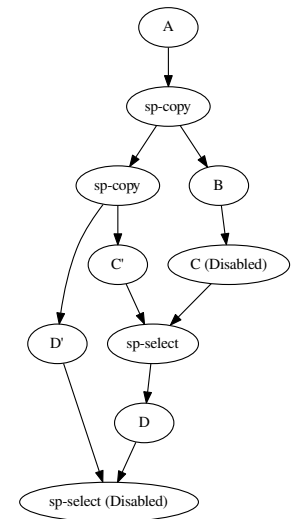 A
sp-copy
sp-copy
B
C'
C (Disabled)
D'
sp-select
D
sp-select (Disabled)